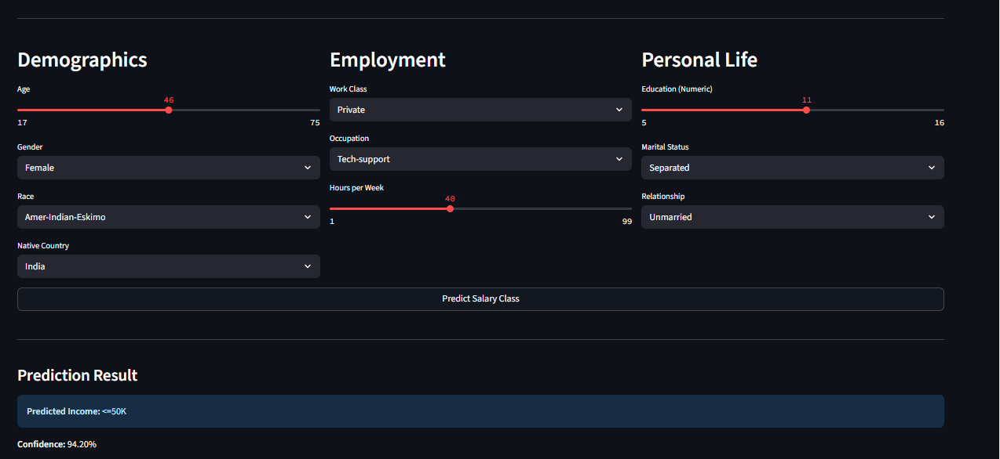 Demographics
Age
46
17 75
Gender
Female
Race
Amer-Indian-Eskimo
Native Country
India
Employment
Work Class
Private
Occupation
Tech-support
Hours per Week
40
1 99
Personal Life
Education (Numeric)
11
5 16
Marital Status
Separated
Relationship
Unmarried
Predict Salary Class
Prediction Result
Predicted Income: <=50K
Confidence: 94.20%